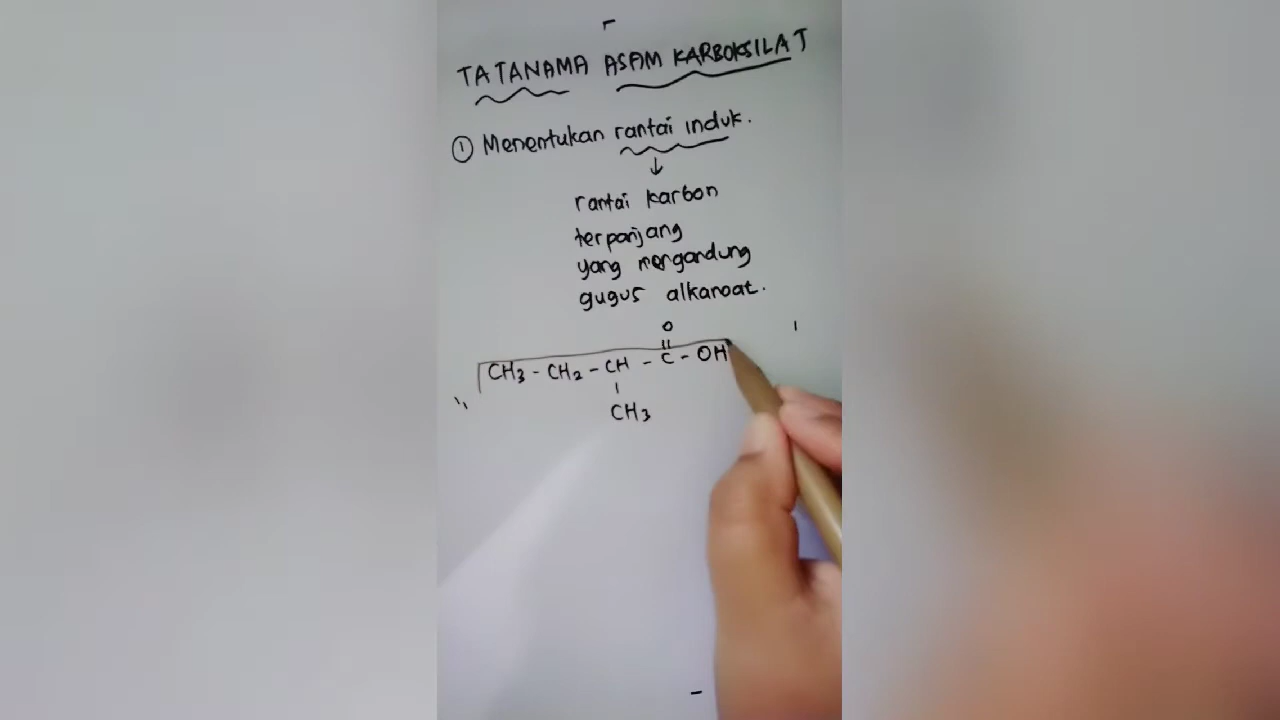 TATANAMA ASAM KARBOKSILAT
① Menentukan rantai induk.
↓
rantai karbon
terpanjang
yang mengandung
gugus alkanoat.
O
||
CH₃ - CH₂ - CH - C - OH
|
CH₃